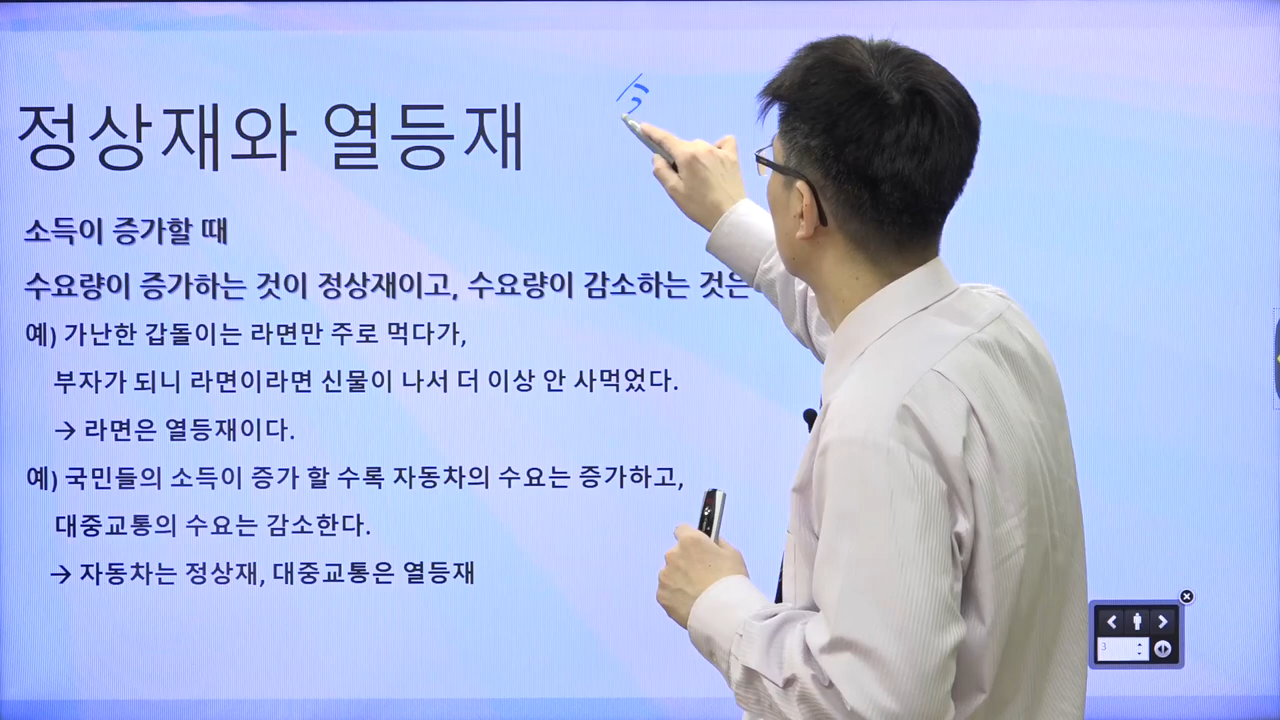 정상재와 열등재
소득이 증가할 때
수요량이 증가하는 것이 정상재이고, 수요량이 감소하는 것은
예) 가난한 갑돌이는 라면만 주로 먹다가,
부자가 되니 라면이라면 신물이 나서 더 이상 안 사먹었다.
→ 라면은 열등재이다.
예) 국민들의 소득이 증가 할 수록 자동차의 수요는 증가하고,
대중교통의 수요는 감소한다.
→ 자동차는 정상재, 대중교통은 열등재
3